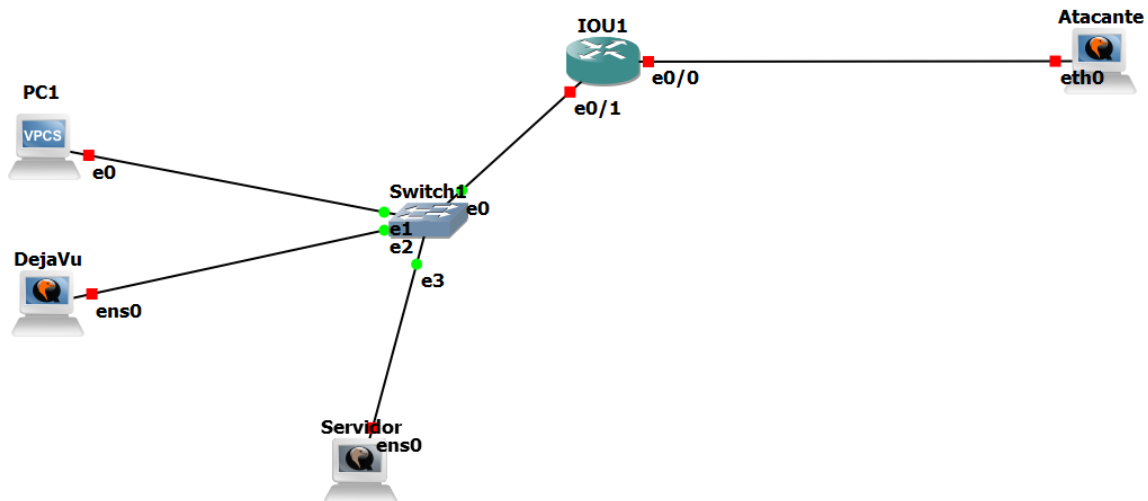 IOU1
Atacante
e0/0
eth0
e0/1
PC1
VPCS
e0
Switch1
e0
e1
e2
DejaVu
ens0
e3
Servidor
ens0